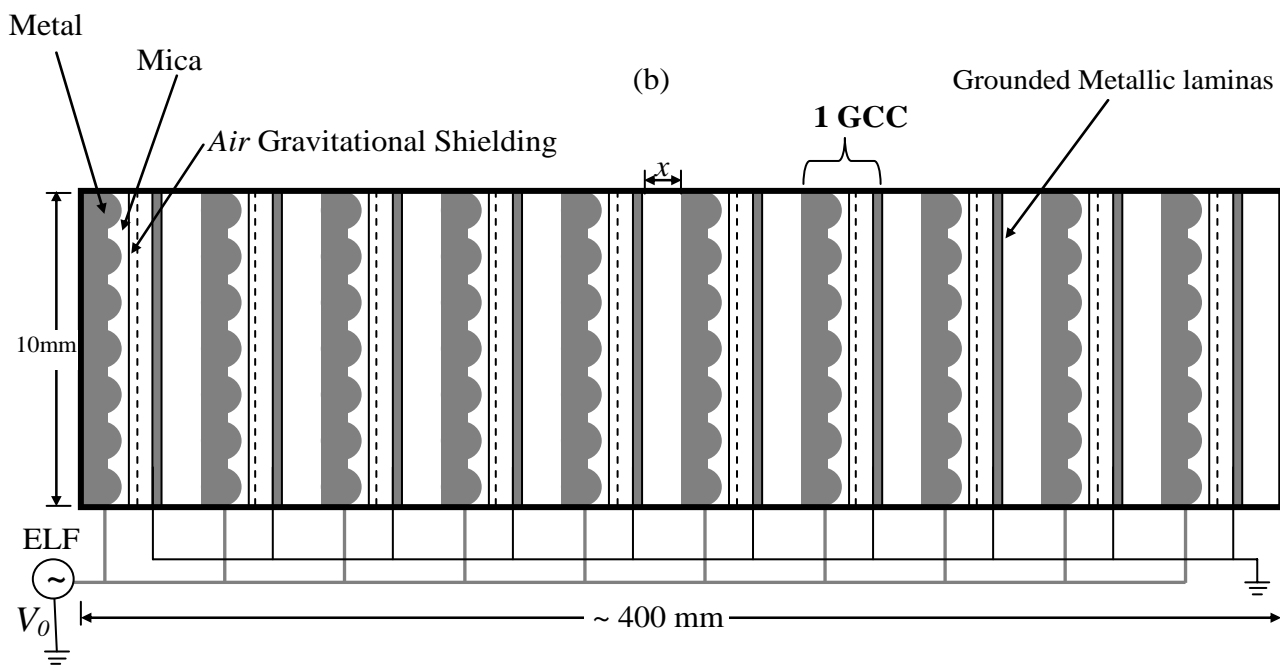 Metal
Mica
(b)
Grounded Metallic laminas
1 GCC
Air Gravitational Shielding
x
10mm
ELF
~
V0
~ 400 mm